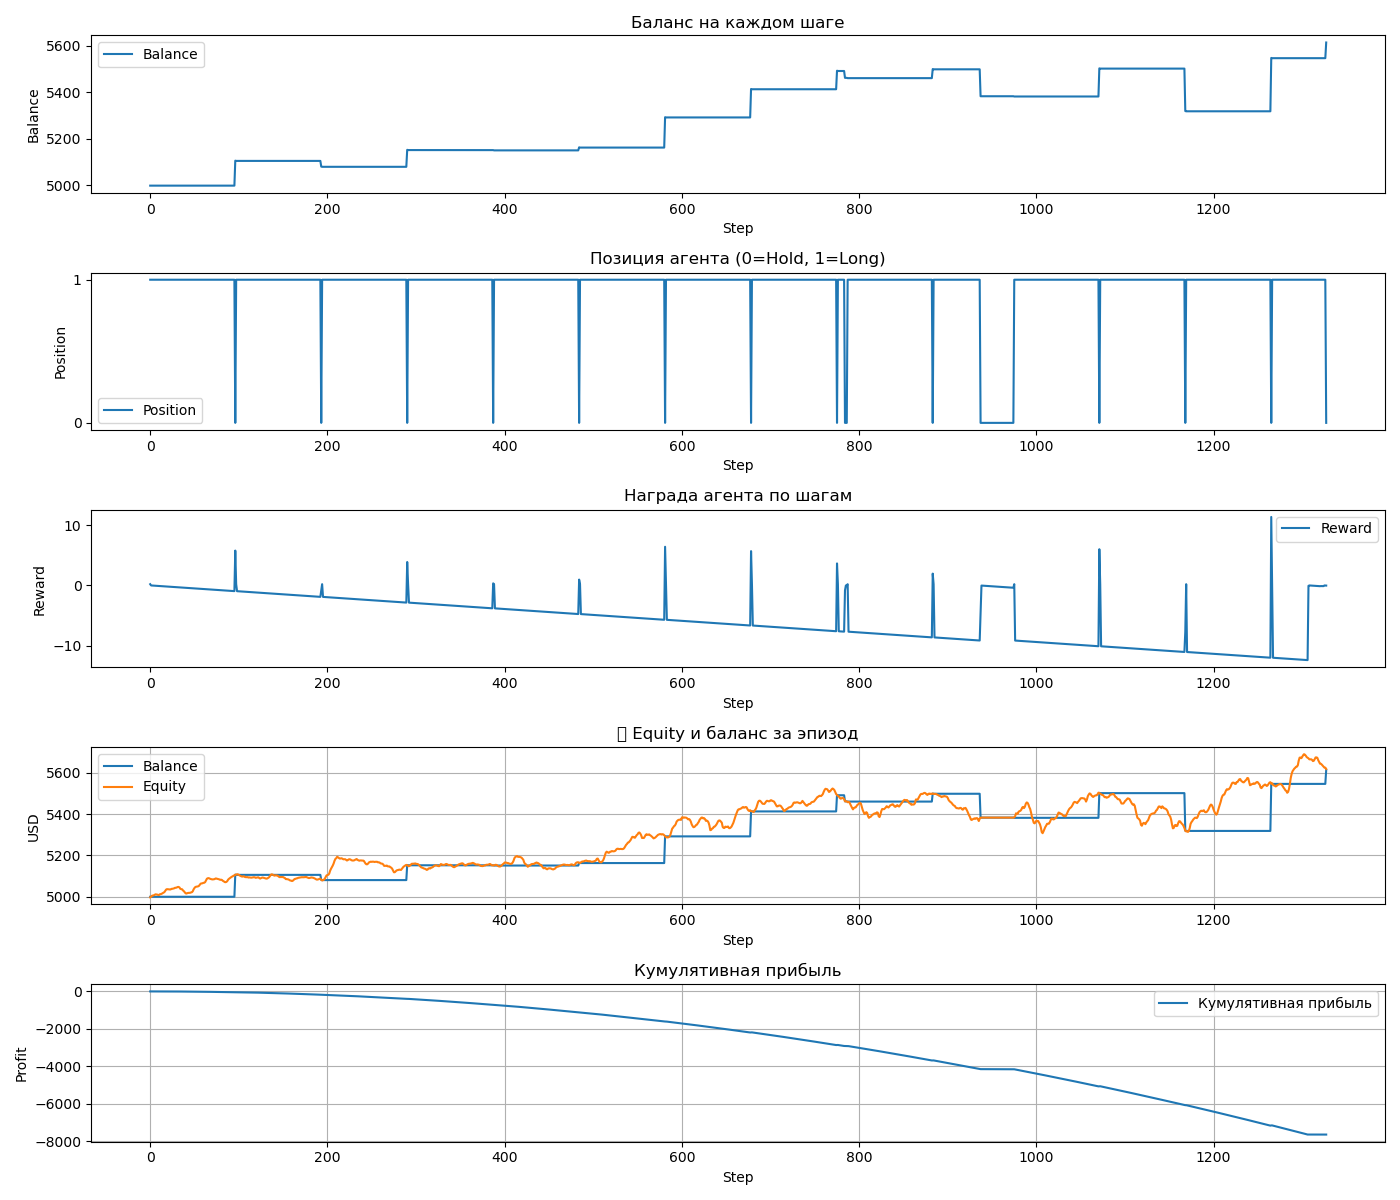 Баланс на каждом шаге
Balance
5600
5400
5200
5000
Balance
0 200 400 600 800 1000 1200
Step
Позиция агента (0=Hold, 1=Long)
1
0
Position
Position
0 200 400 600 800 1000 1200
Step
Награда агента по шагам
Reward
10
0
−10
Reward
0 200 400 600 800 1000 1200
Step
Equity и баланс за эпизод
Balance
Equity
5600
5400
5200
5000
USD
0 200 400 600 800 1000 1200
Step
Кумулятивная прибыль
Кумулятивная прибыль
0
−2000
−4000
−6000
−8000
Profit
0 200 400 600 800 1000 1200
Step